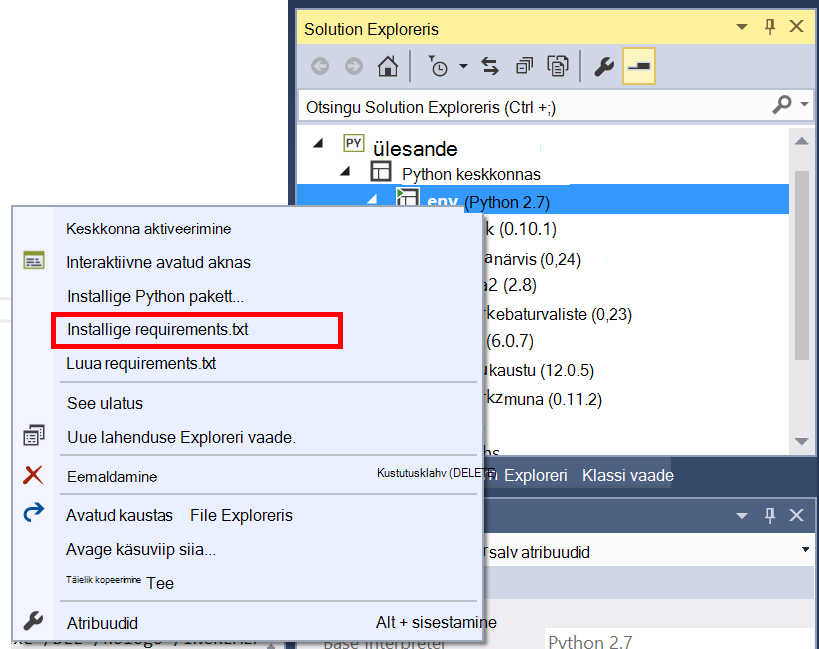 Solution Exploreris
Otsingu Solution Exploreris (Ctrl +;)
PY ülesande
Python keskkonnas
env (Python 2.7)
k (0.10.1)
närvis (0,24)
a2 (2.8)
kebaturvaliste (0,23)
(6.0.7)
kaustu (12.0.5)
kzmuna (0.11.2)
Keskkonna aktiveerimine
Interaktiivne avatud aknas
Installige Python pakett...
Installige requirements.txt
Luua requirements.txt
See ulatus
Uue lahenduse Exploreri vaade.
Eemaldamine Kustutusklahv (DELETE
Avatud kaustas File Exploreris
Avage käsuviip siia...
Täielik kopeerimine Tee
Atribuudid Alt + sisestamine
Exploreri Klassi vaade
salv atribuudid
Base Interpreter Python 2.7